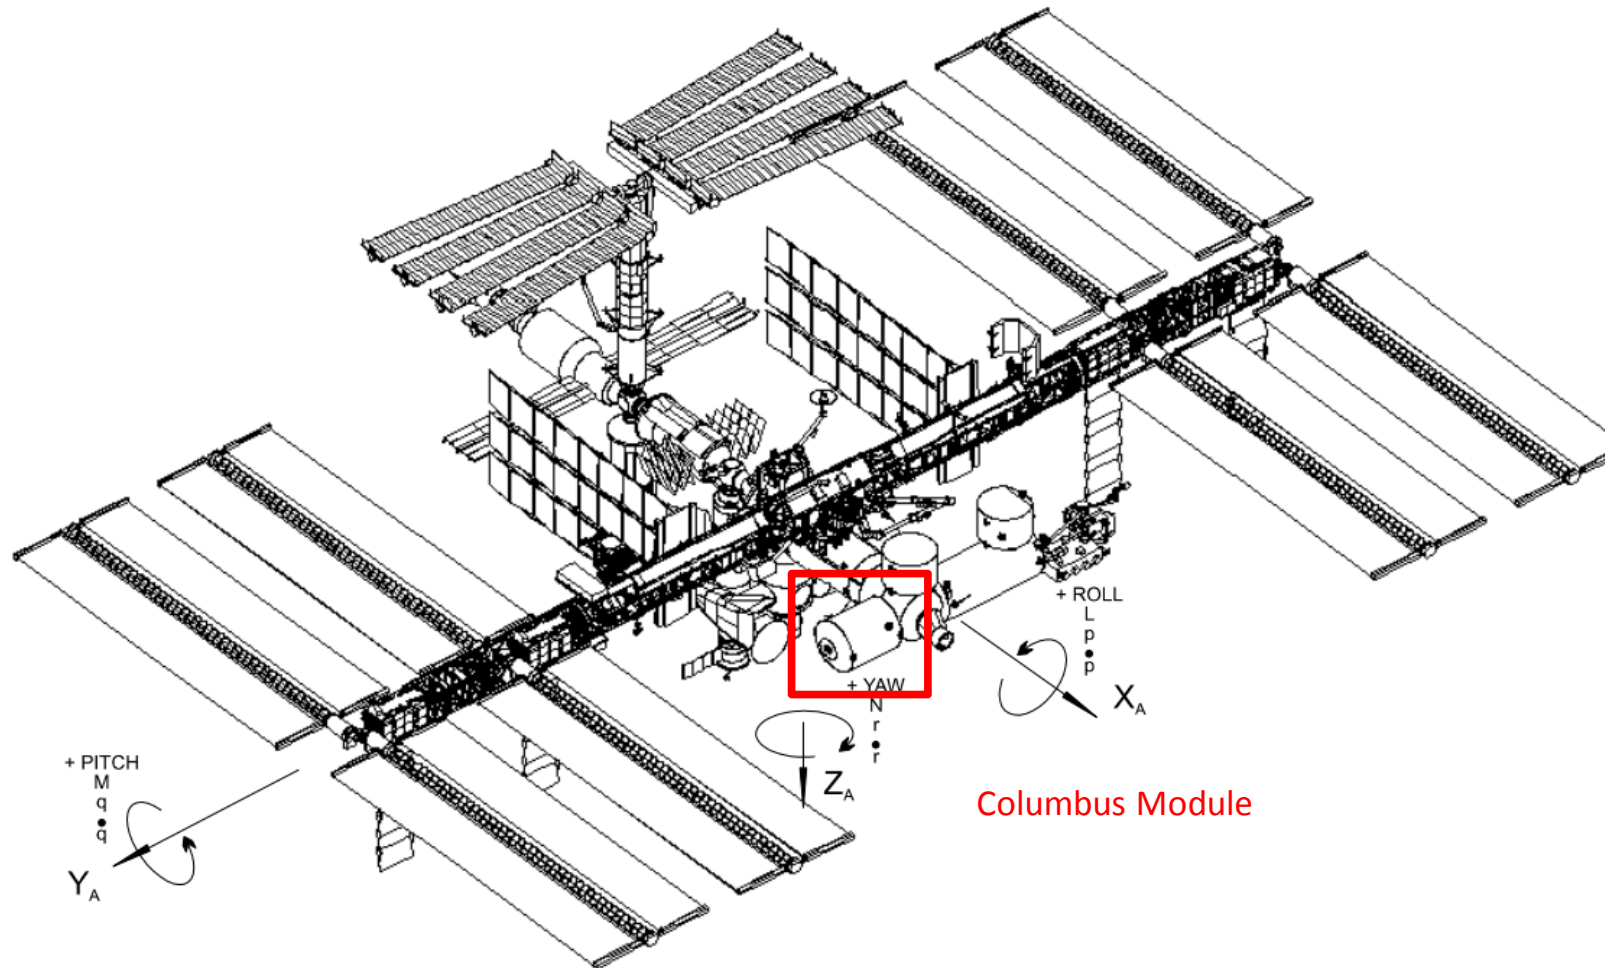 + ROLL
L
p
•p
X_A
+ YAW
N
r
•r
Z_A
+ PITCH
M
q
•q
Y_A
Columbus Module